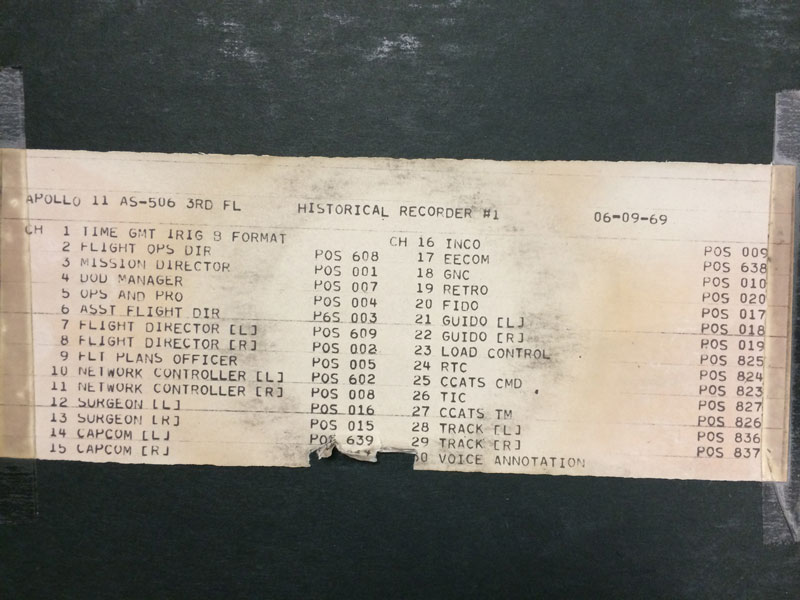 APOLLO 11 AS-506 3RD FL HISTORICAL RECORDER #1 06-09-69
CH 1 TIME GMT IRIG B FORMAT CH 16 INCO POS 009
2 FLIGHT OPS DIR POS 608 17 EECOM POS 638
3 MISSION DIRECTOR POS 001 18 GNC POS 010
4 DOD MANAGER POS 007 19 RETRO POS 020
5 OPS AND PRO POS 004 20 FIDO POS 017
6 ASST FLIGHT DIR POS 003 21 GUIDO [L] POS 018
7 FLIGHT DIRECTOR [L] POS 609 22 GUIDO [R] POS 019
8 FLIGHT DIRECTOR [R] POS 002 23 LOAD CONTROL POS 825
9 FLT PLANS OFFICER POS 005 24 RTC POS 824
10 NETWORK CONTROLLER [L] POS 602 25 CCATS CMD POS 823
11 NETWORK CONTROLLER [R] POS 008 26 TIC POS 827
12 SURGEON [L] POS 016 27 CCATS TM POS 826
13 SURGEON [R] POS 015 28 TRACK [L] POS 836
14 CAPCOM [L] POS 639 29 TRACK [R] POS 837
15 CAPCOM [R] 30 VOICE ANNOTATION